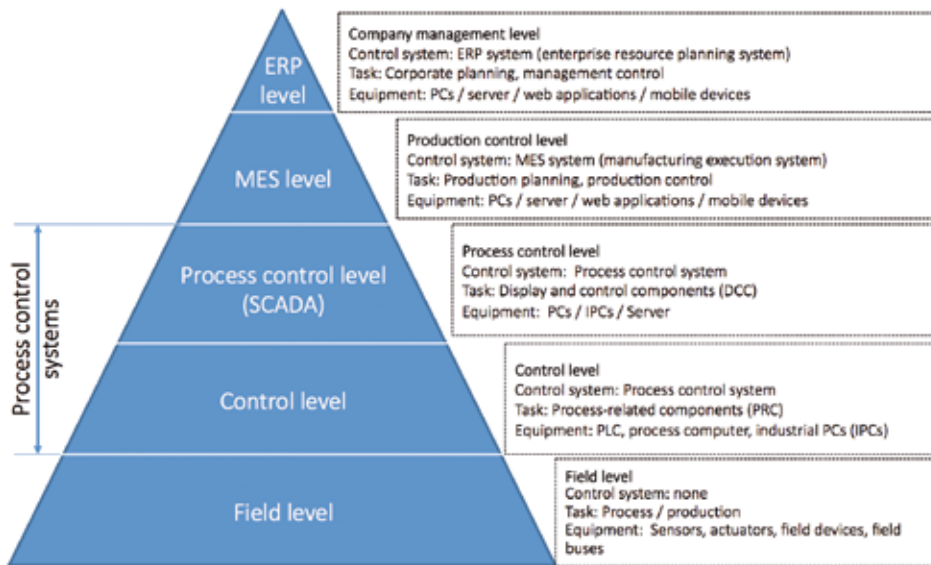 Company management level
Control system: ERP system (enterprise resource planning system)
Task: Corporate planning, management control
Equipment: PCs / server / web applications / mobile devices
ERP
level
Production control level
Control system: MES system (manufacturing execution system)
Task: Production planning, production control
Equipment: PCs / server / web applications / mobile devices
MES level
Process control level
Control system: Process control system
Task: Display and control components (DCC)
Equipment: PCs / IPCs / Server
Process control level
(SCADA)
Process control
systems
Control level
Control system: Process control system
Task: Process-related components (PRC)
Equipment: PLC, process computer, industrial PCs (IPCs)
Control level
Field level
Control system: none
Task: Process / production
Equipment: Sensors, actuators, field devices, field
buses
Field level